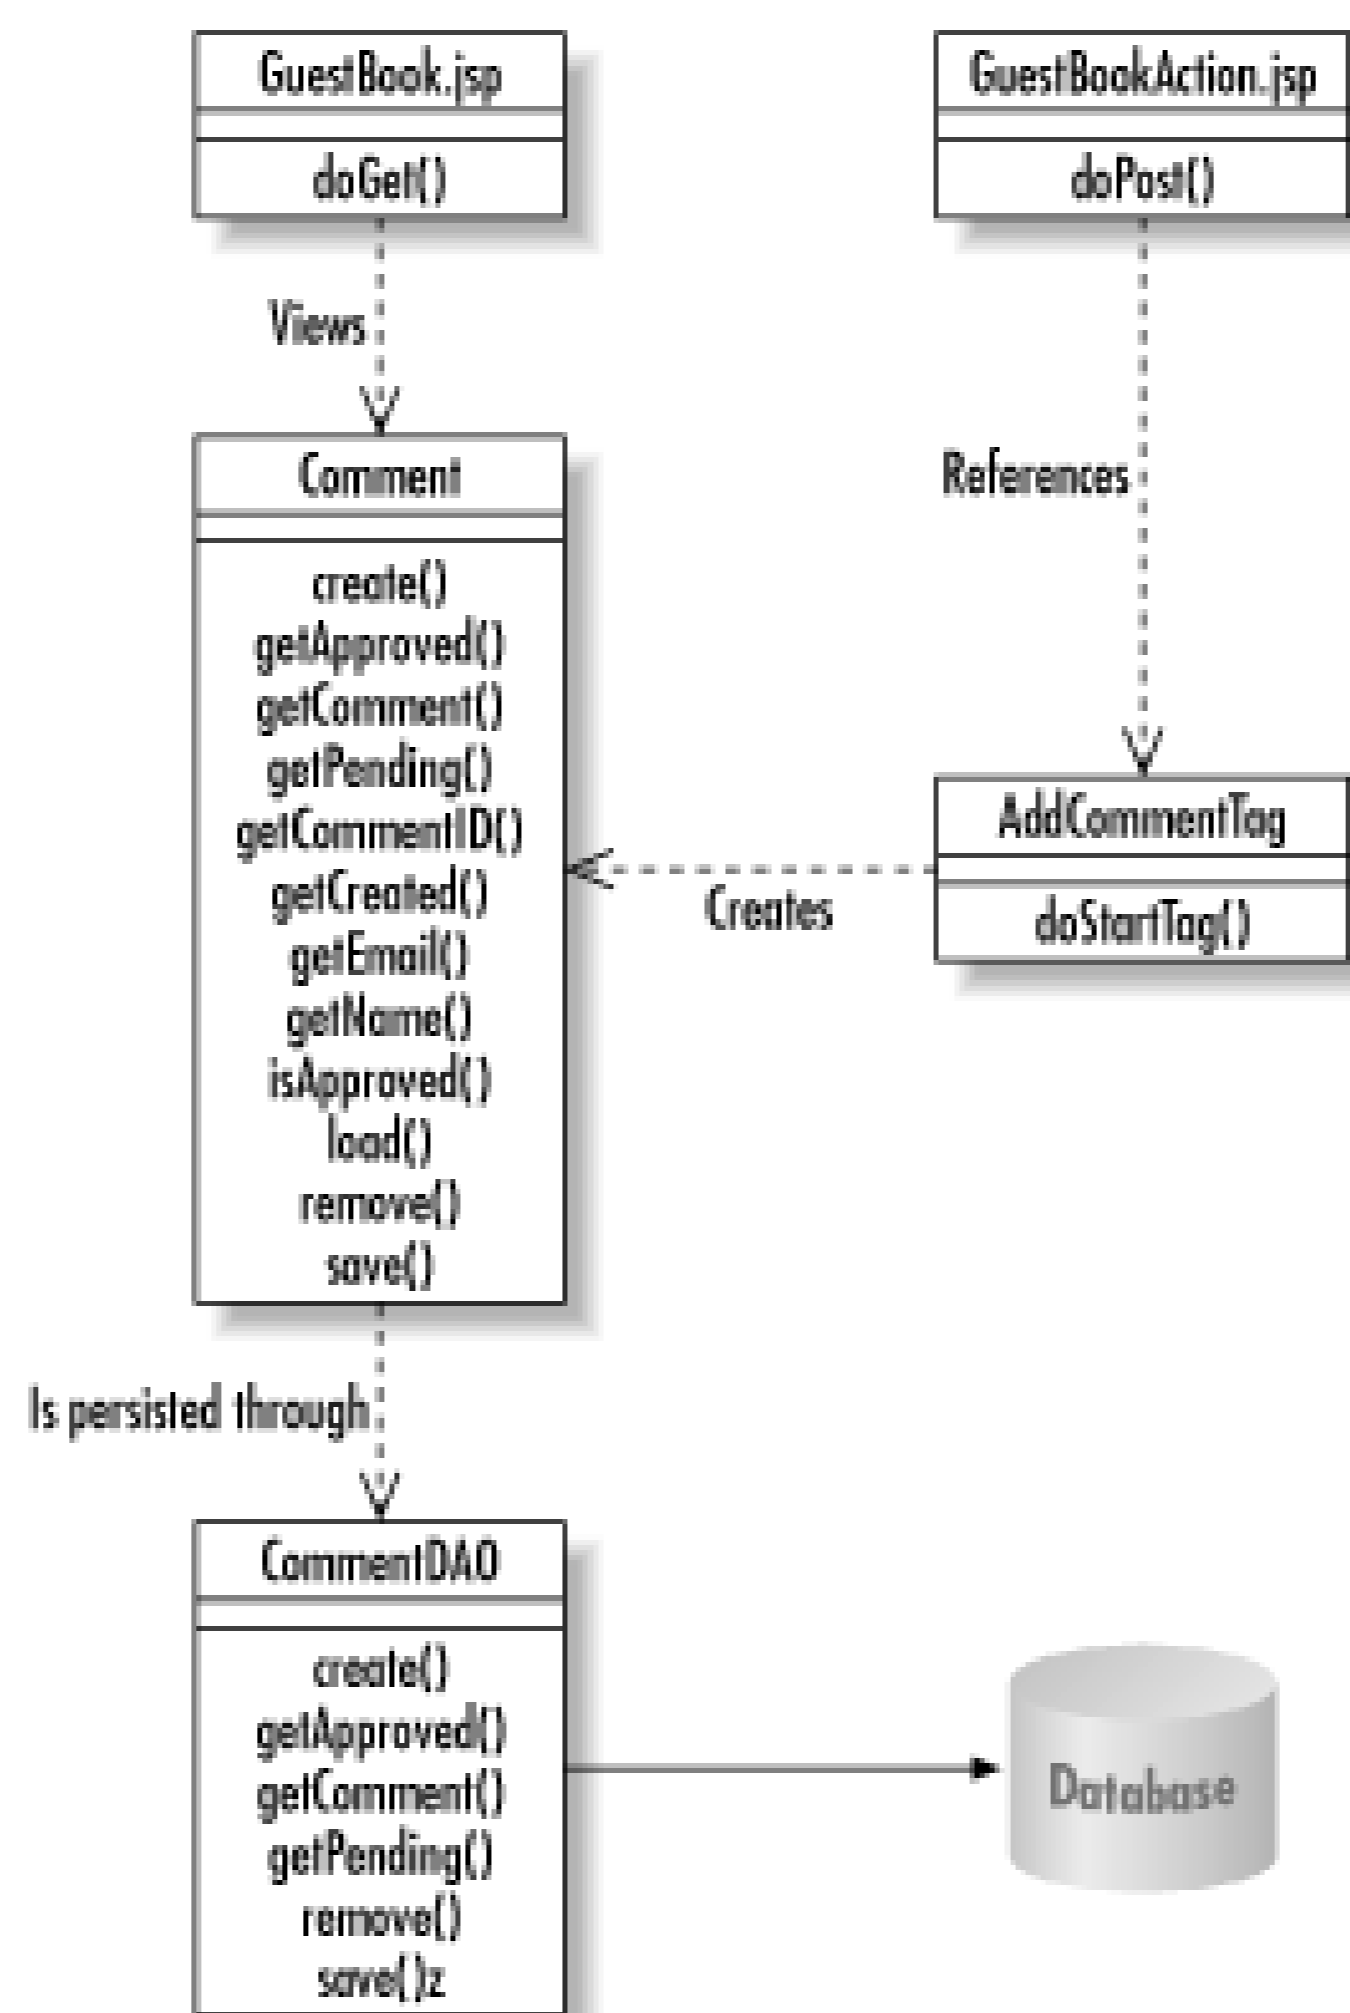 GuestBook.jsp
doGet()
GuestBookAction.jsp
doPost()
Views
References
Comment
create()
getApproved()
getComment()
getPending()
getCommentID()
getCreated()
getEmail()
getName()
isApproved()
load()
remove()
save()
AddCommentTag
doStartTag()
Creates
Is persisted through
CommentDAO
create()
getApproved()
getComment()
getPending()
remove()
save()z
Database